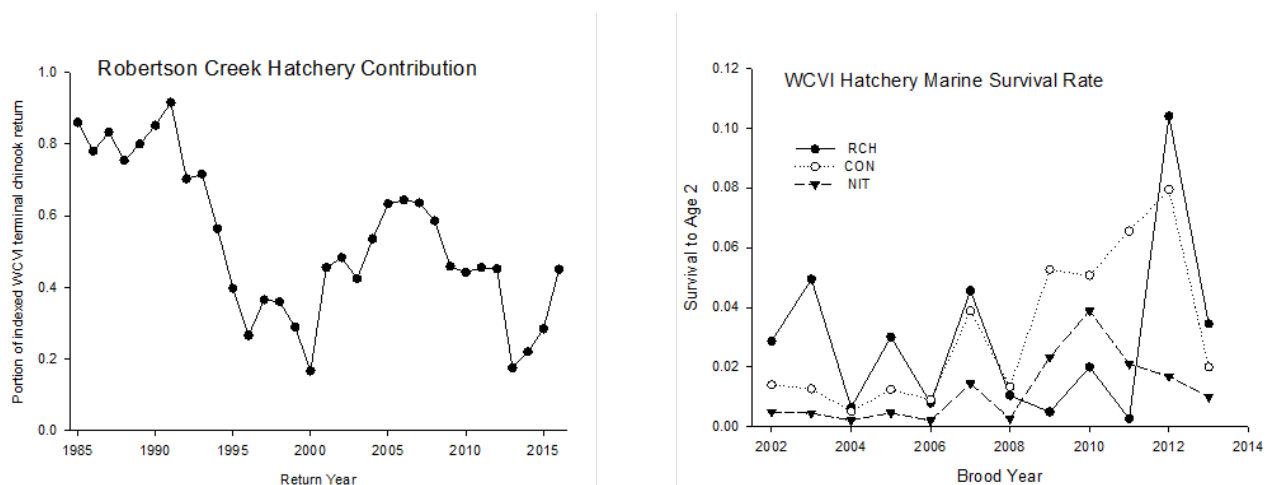 Robertson Creek Hatchery Contribution
Portion of indexed WCVI terminal chinook return
1.0
0.8
0.6
0.4
0.2
0.0
1985 1990 1995 2000 2005 2010 2015
Return Year
WCVI Hatchery Marine Survival Rate
RCH
CON
NIT
Survival to Age 2
0.12
0.10
0.08
0.06
0.04
0.02
0.00
2002 2004 2006 2008 2010 2012 2014
Brood Year